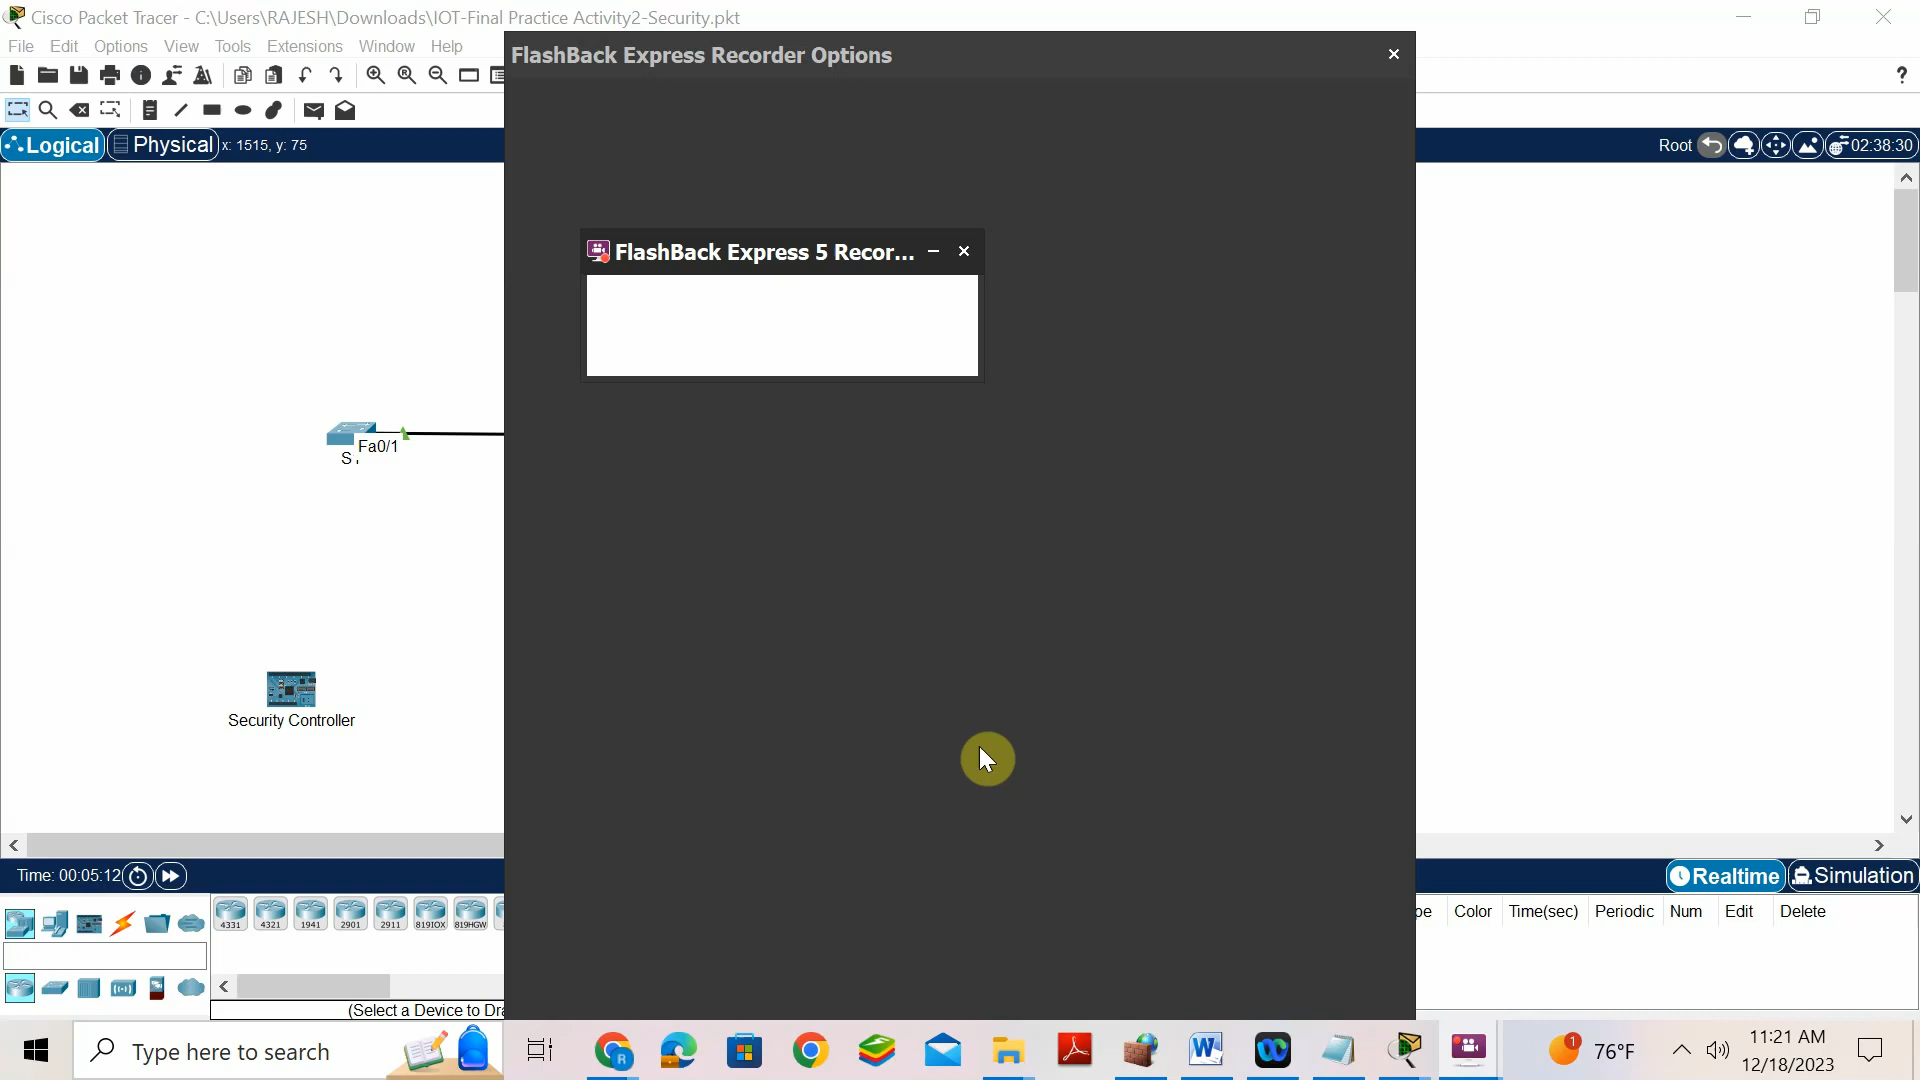 Cisco Packet Tracer - C:\Users\RAJESH\Downloads\IOT-Final Practice Activity2-Security.pkt
File Edit Options View Tools Extensions Window Help
FlashBack Express Recorder Options
?
Logical Physical x: 1515, y: 75
Root 02:38:30
FlashBack Express 5 Recor...
Fa0/1
S
Security Controller
Time: 00:05:12
Realtime Simulation
4331 4321 1941 2901 2911 819IOX 819HGW
pe Color Time(sec) Periodic Num Edit Delete
(Select a Device to Dra
Type here to search
R
1 76°F
11:21 AM
12/18/2023